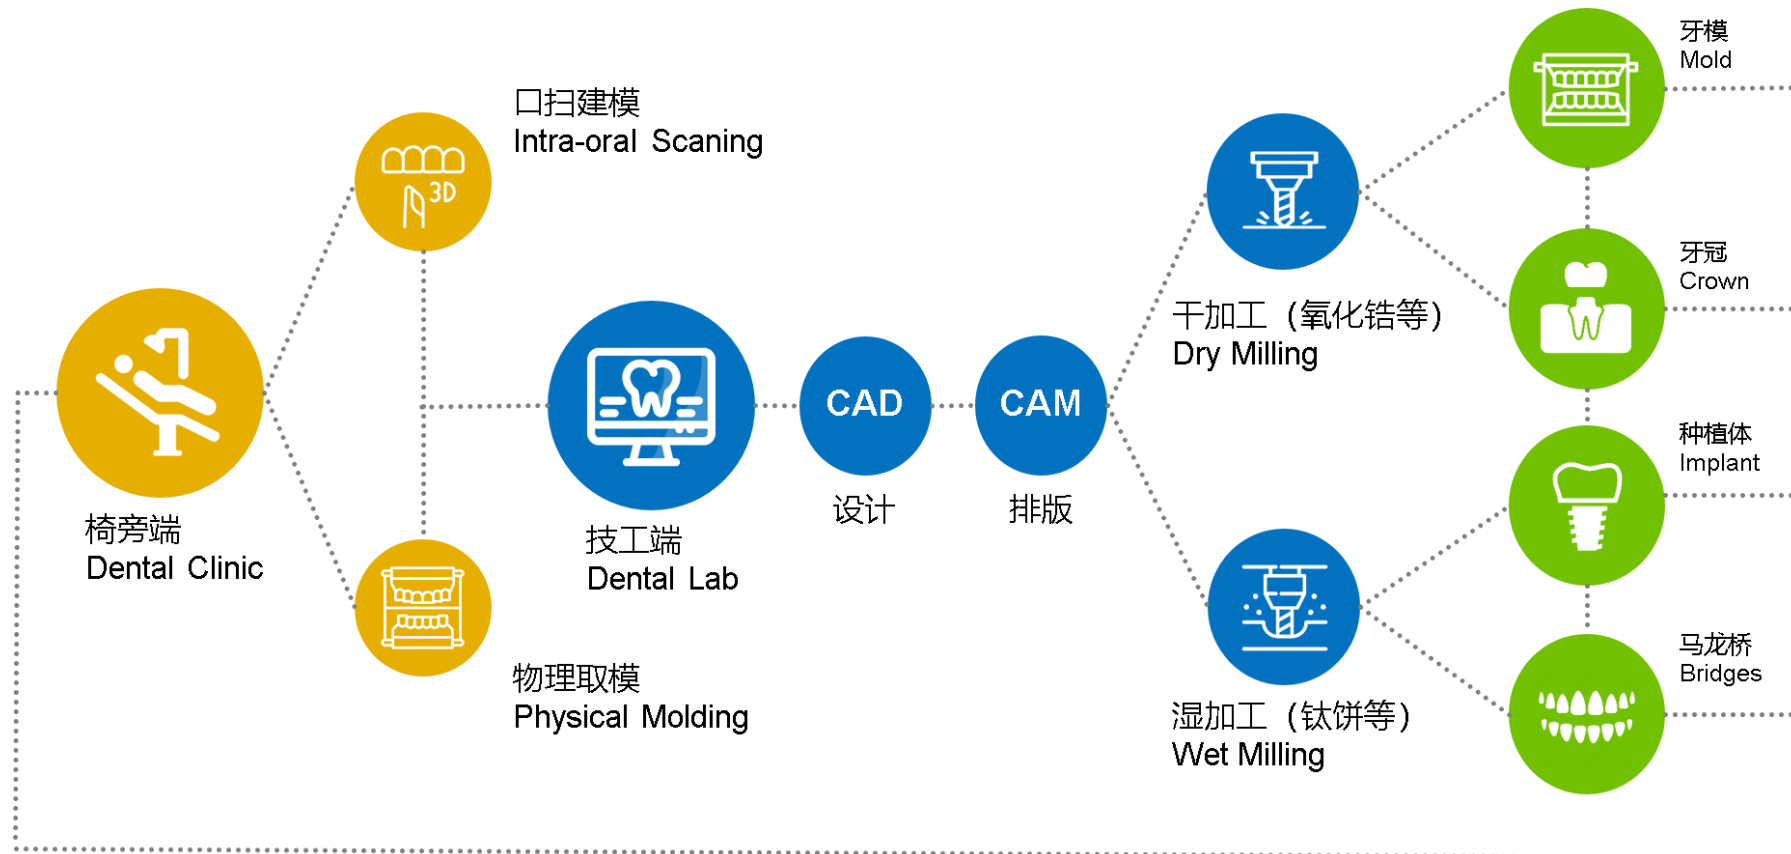 口扫建模
Intra-oral Scaning
3D
椅旁端
Dental Clinic
物理取模
Physical Molding
技工端
Dental Lab
CAD
设计
CAM
排版
干加工（氧化锆等）
Dry Milling
湿加工（钛饼等）
Wet Milling
牙模
Mold
牙冠
Crown
种植体
Implant
马龙桥
Bridges